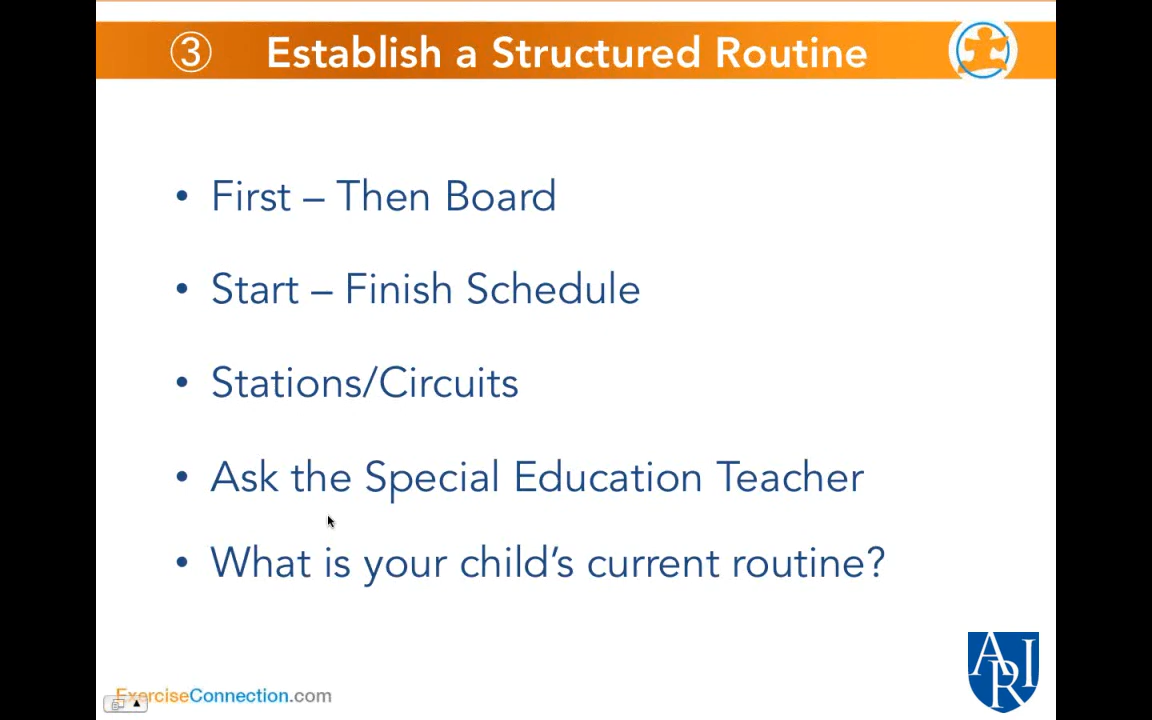 ③ Establish a Structured Routine
• First – Then Board
• Start – Finish Schedule
• Stations/Circuits
• Ask the Special Education Teacher
• What is your child’s current routine?
ExerciseConnection.com
ARI